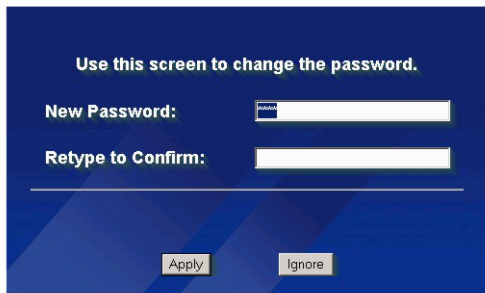 Use this screen to change the password.
New Password:
Retype to Confirm:
Apply
Ignore